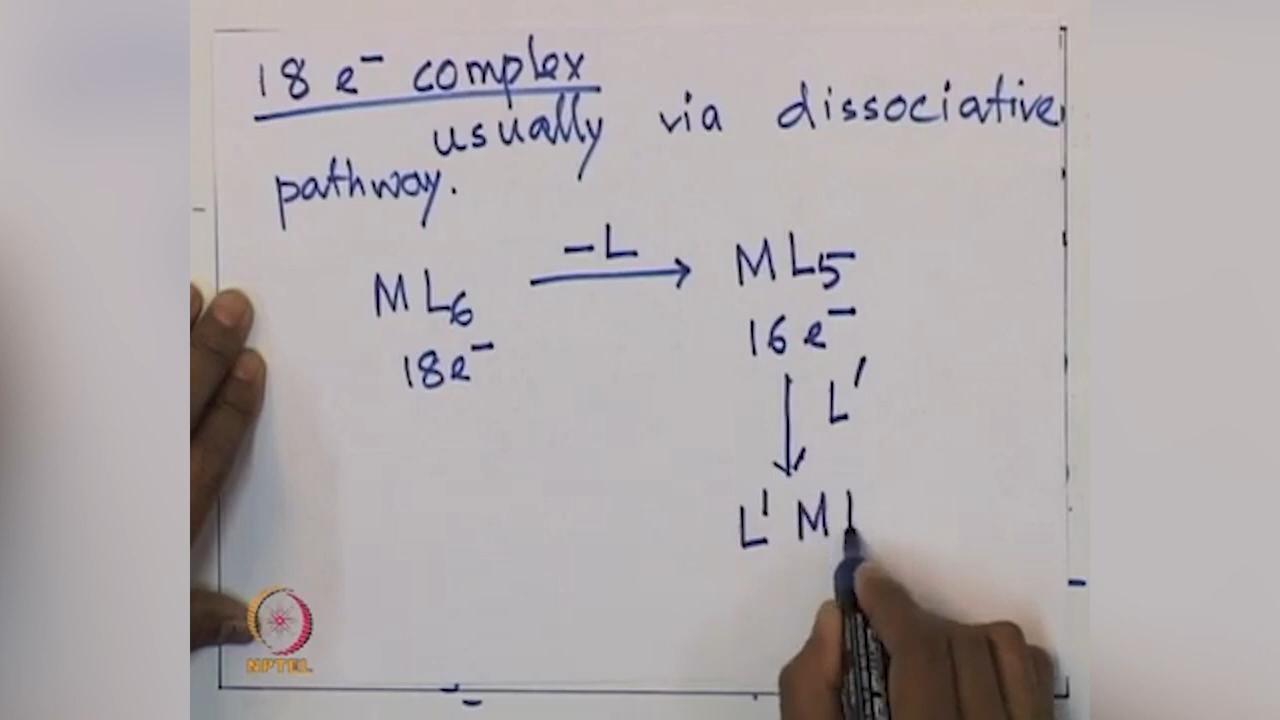 18 e⁻ complex
usually via dissociative
pathway.
ML₆ —L→ ML₅
18e⁻ 16 e⁻
L'
L' M L
NPTEL